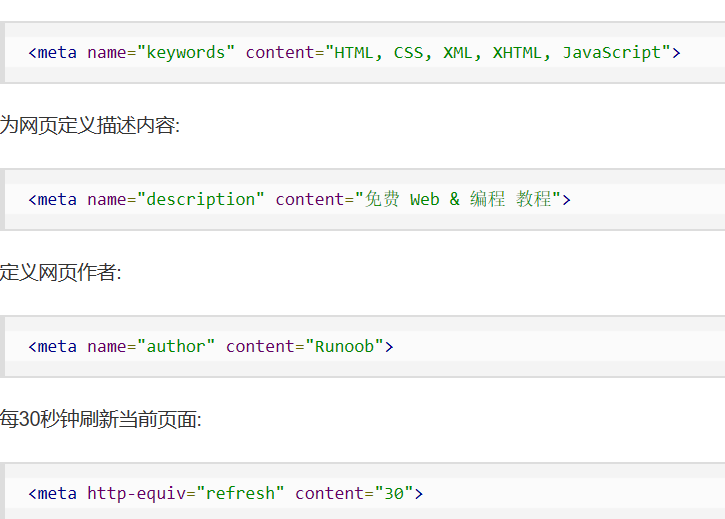 <meta name="keywords" content="HTML, CSS, XML, XHTML, JavaScript">
为网页定义描述内容:
<meta name="description" content="免费 Web & 编程 教程">
定义网页作者:
<meta name="author" content="Runoob">
每30秒钟刷新当前页面:
<meta http-equiv="refresh" content="30">